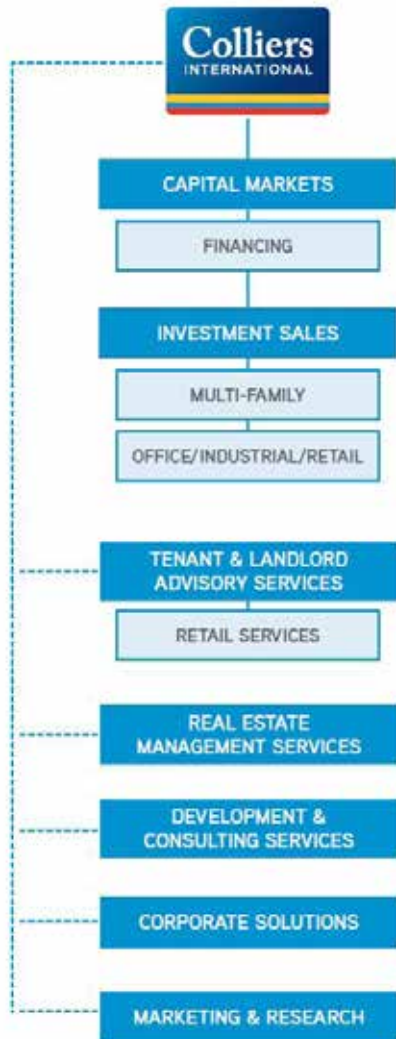 Colliers
INTERNATIONAL
CAPITAL MARKETS
FINANCING
INVESTMENT SALES
MULTI-FAMILY
OFFICE/INDUSTRIAL/RETAIL
TENANT & LANDLORD
ADVISORY SERVICES
RETAIL SERVICES
REAL ESTATE
MANAGEMENT SERVICES
DEVELOPMENT &
CONSULTING SERVICES
CORPORATE SOLUTIONS
MARKETING & RESEARCH